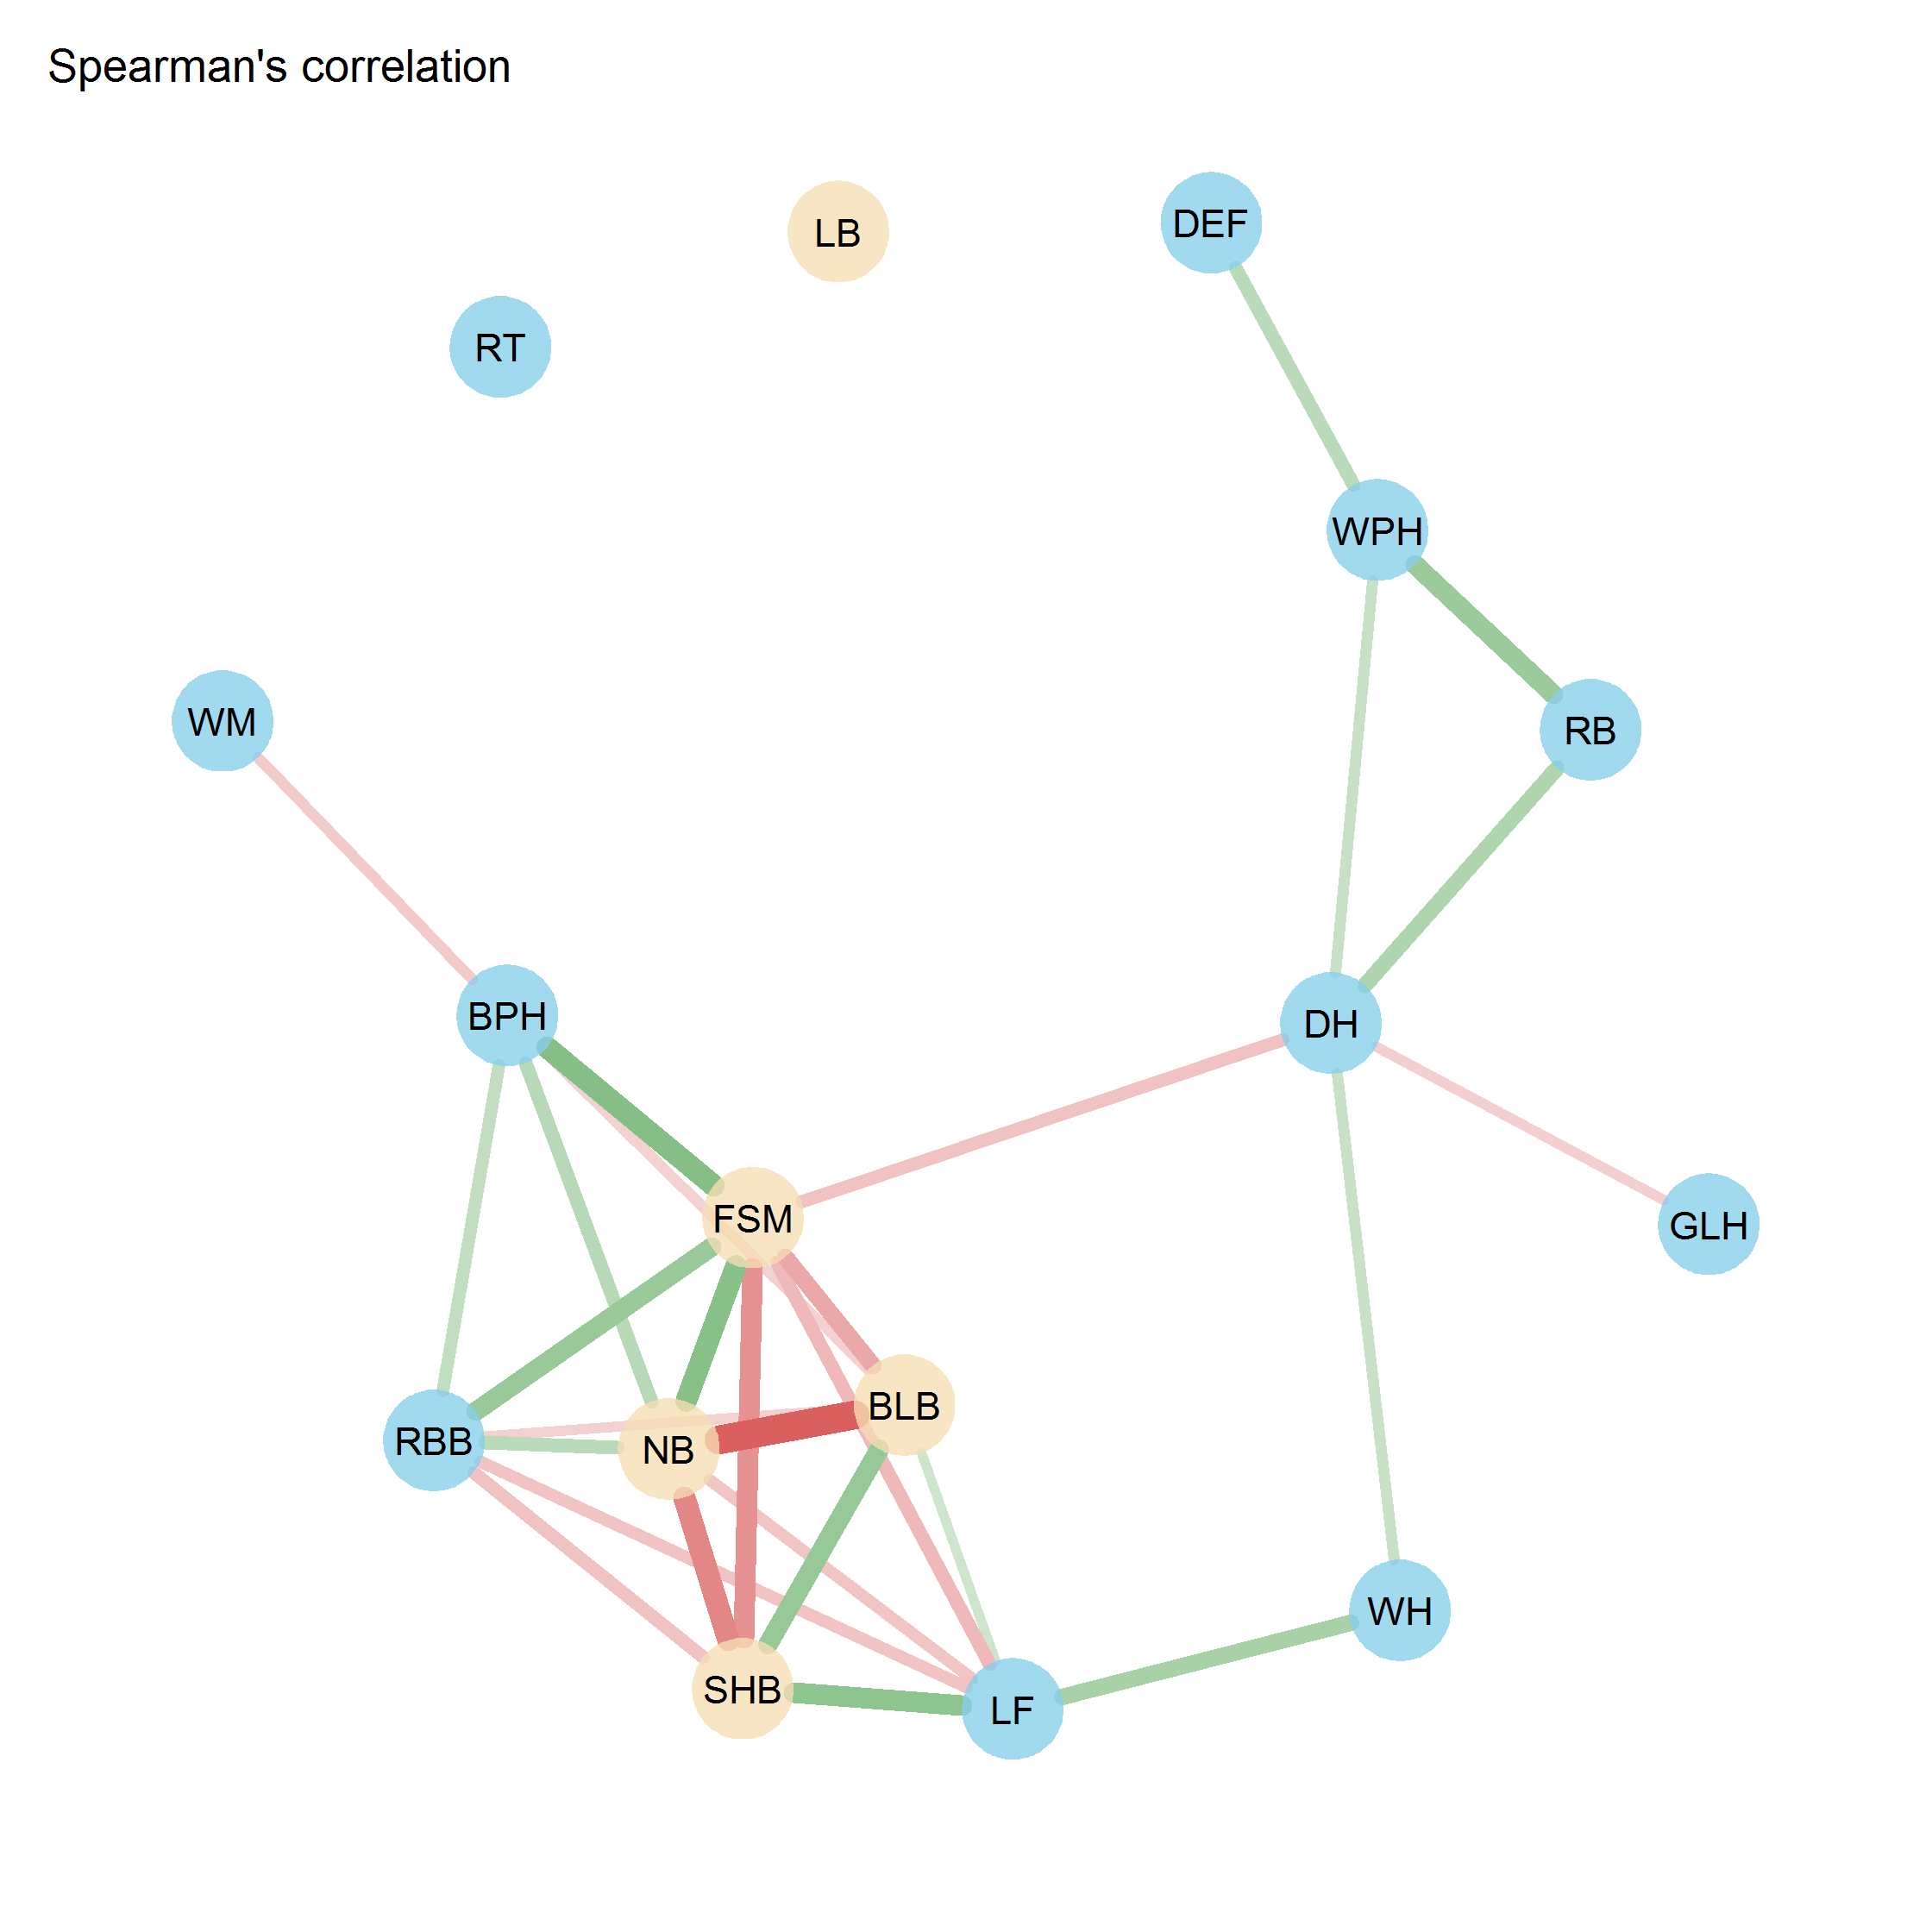 Spearman's correlation
DEF
LB
RT
WPH
WM
RB
BPH
DH
FSM
GLH
BLB
RBB
NB
WH
SHB
LF